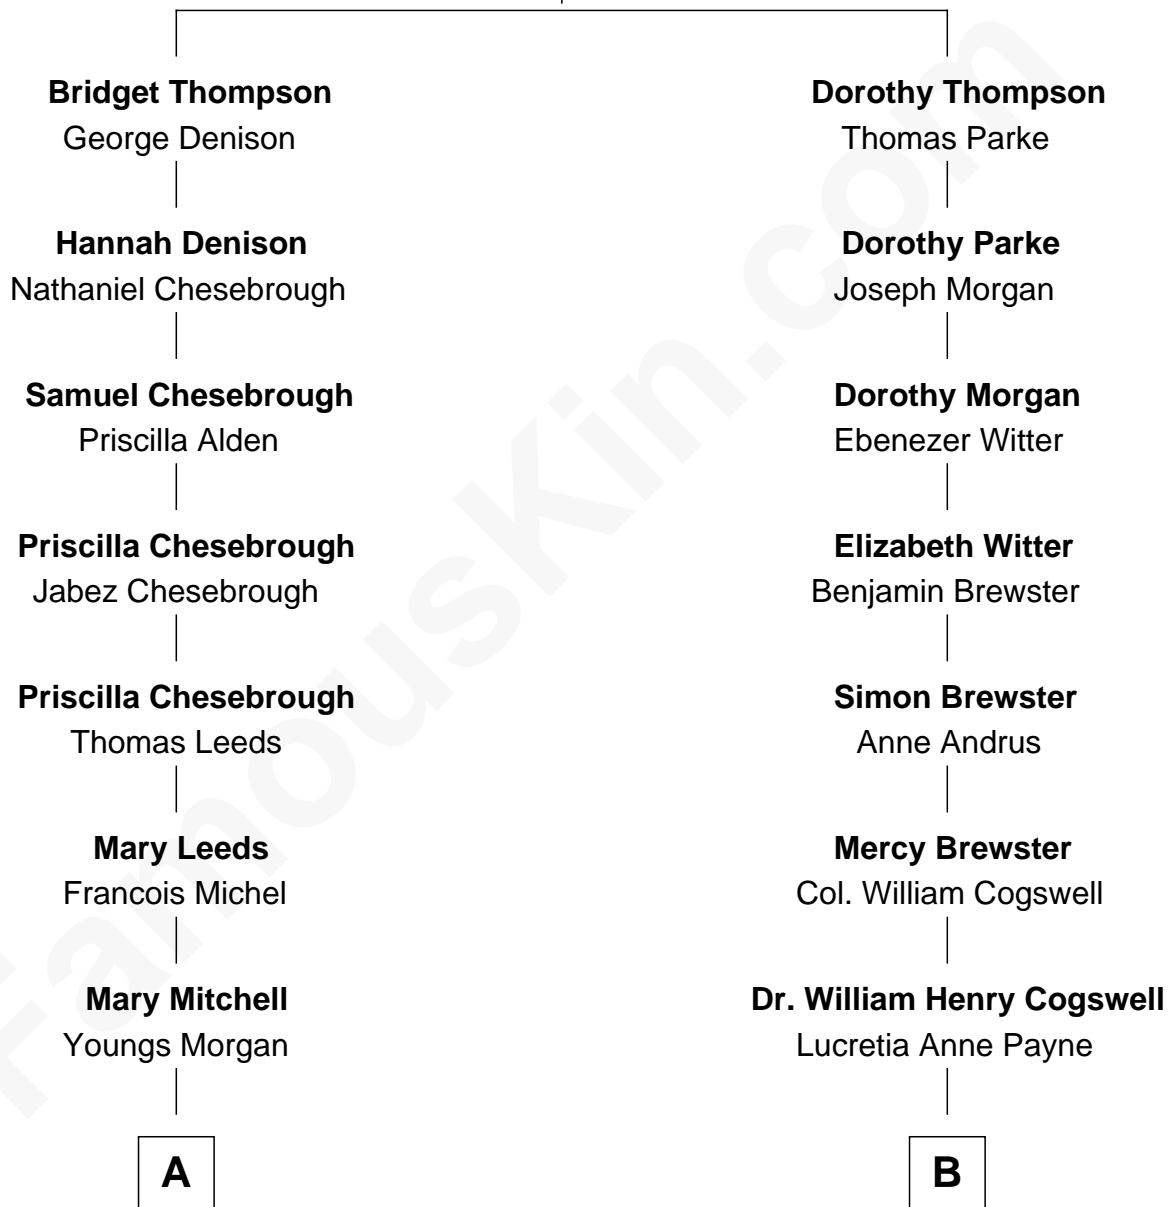 Bridget Thompson
George Denison
Hannah Denison
Nathaniel Chesebrough
Samuel Chesebrough
Priscilla Alden
Priscilla Chesebrough
Jabez Chesebrough
Priscilla Chesebrough
Thomas Leeds
Mary Leeds
Francois Michel
Mary Mitchell
Youngs Morgan
A
Dorothy Thompson
Thomas Parke
Dorothy Parke
Joseph Morgan
Dorothy Morgan
Ebenezer Witter
Elizabeth Witter
Benjamin Brewster
Simon Brewster
Anne Andrus
Mercy Brewster
Col. William Cogswell
Dr. William Henry Cogswell
Lucretia Anne Payne
B
FamousKin.com